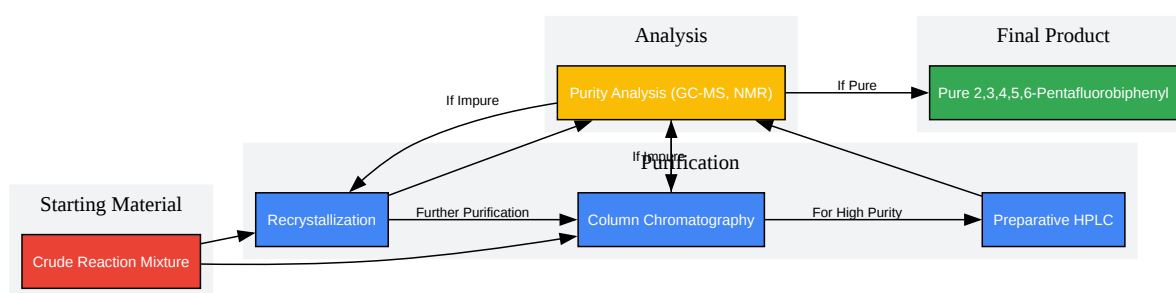 Analysis
Final Product
Purity Analysis (GC-MS, NMR)
If Pure
Pure 2,3,4,5,6-Pentafluorobiphenyl
If Impure
If Impure
Purification
Starting Material
Recrystallization
Further Purification
Column Chromatography
For High Purity
Preparative HPLC
Crude Reaction Mixture